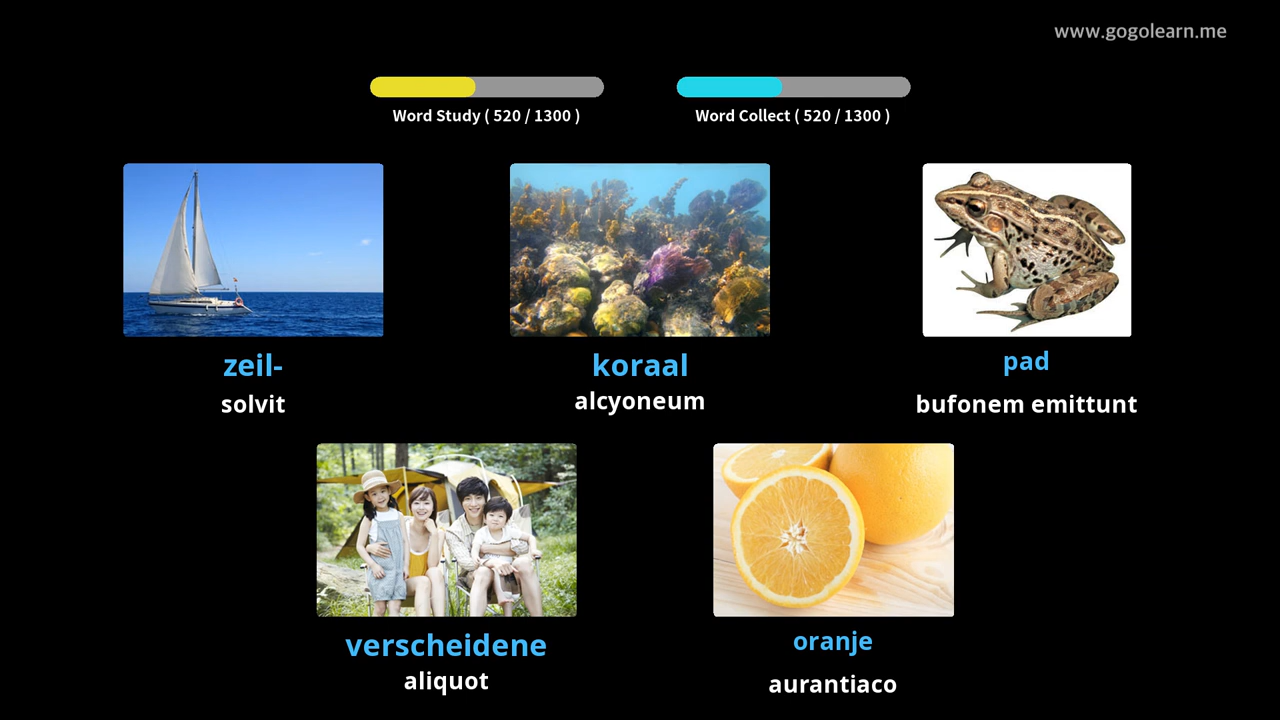 www.gogolearn.me
Word Study ( 520 / 1300 )
Word Collect ( 520 / 1300 )
zeil-
solvit
koraal
alcyoneum
pad
bufonem emittunt
verscheidene
aliquot
oranje
aurantiaco